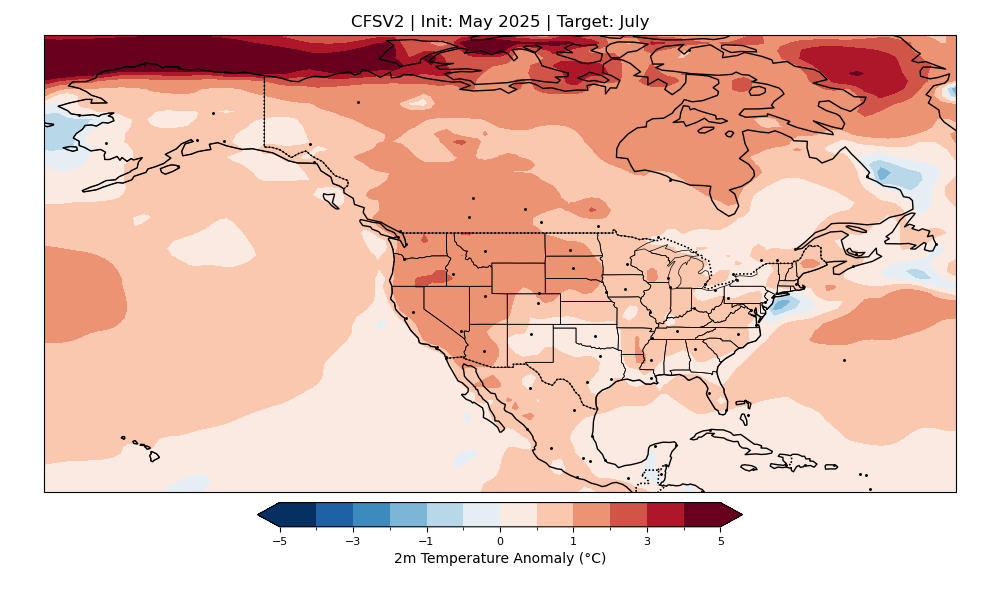 CFSV2 | Init: May 2025 | Target: July
−5 −3 −1 0 1 3 5
2m Temperature Anomaly (°C)